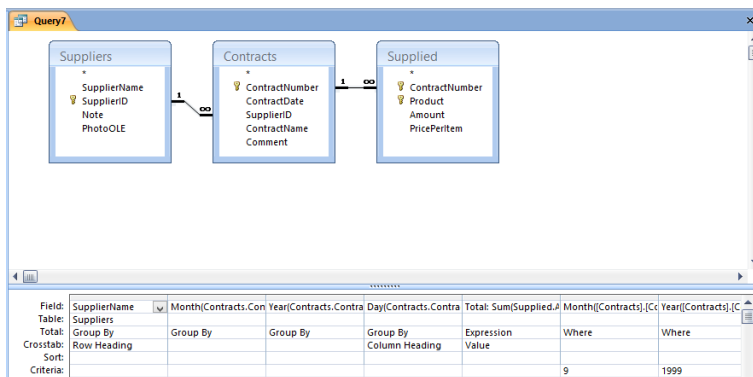 Query7
Suppliers
*
SupplierName
SupplierID
Note
PhotoOLE
Contracts
*
ContractNumber
ContractDate
SupplierID
ContractName
Comment
Supplied
*
ContractNumber
Product
Amount
PricePerItem
1 ∞
1 ∞
Field: SupplierName Month(Contracts.Con Year(Contracts.Contra Day(Contracts.Contra Total: Sum(Supplied.A Month([Contracts].[Co Year([Contracts].[C
Table: Suppliers
Total: Group By Group By Group By Group By Expression Where Where
Crosstab: Row Heading Column Heading Value
Sort:
Criteria: 9 1999